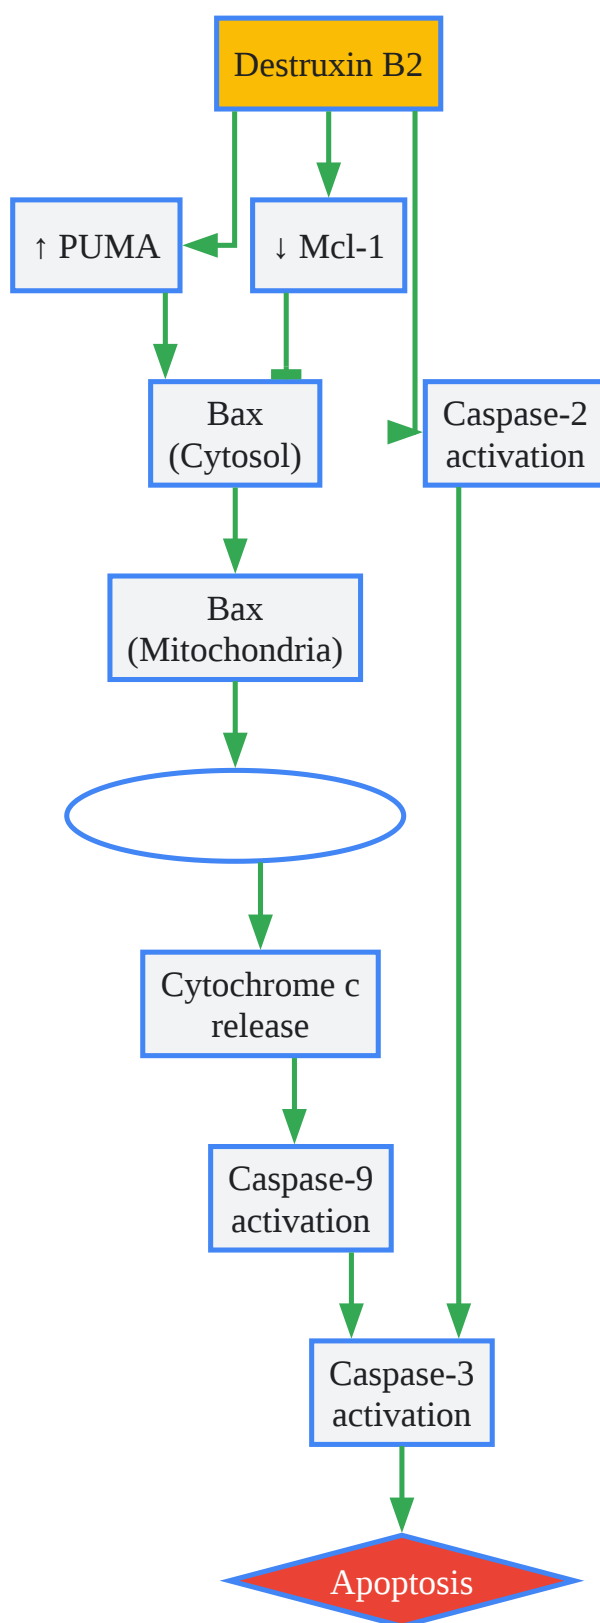 Destruxin B2
↑ PUMA
↓ Mcl-1
Bax
(Cytosol)
Caspase-2
activation
Bax
(Mitochondria)
Cytochrome c
release
Caspase-9
activation
Caspase-3
activation
Apoptosis